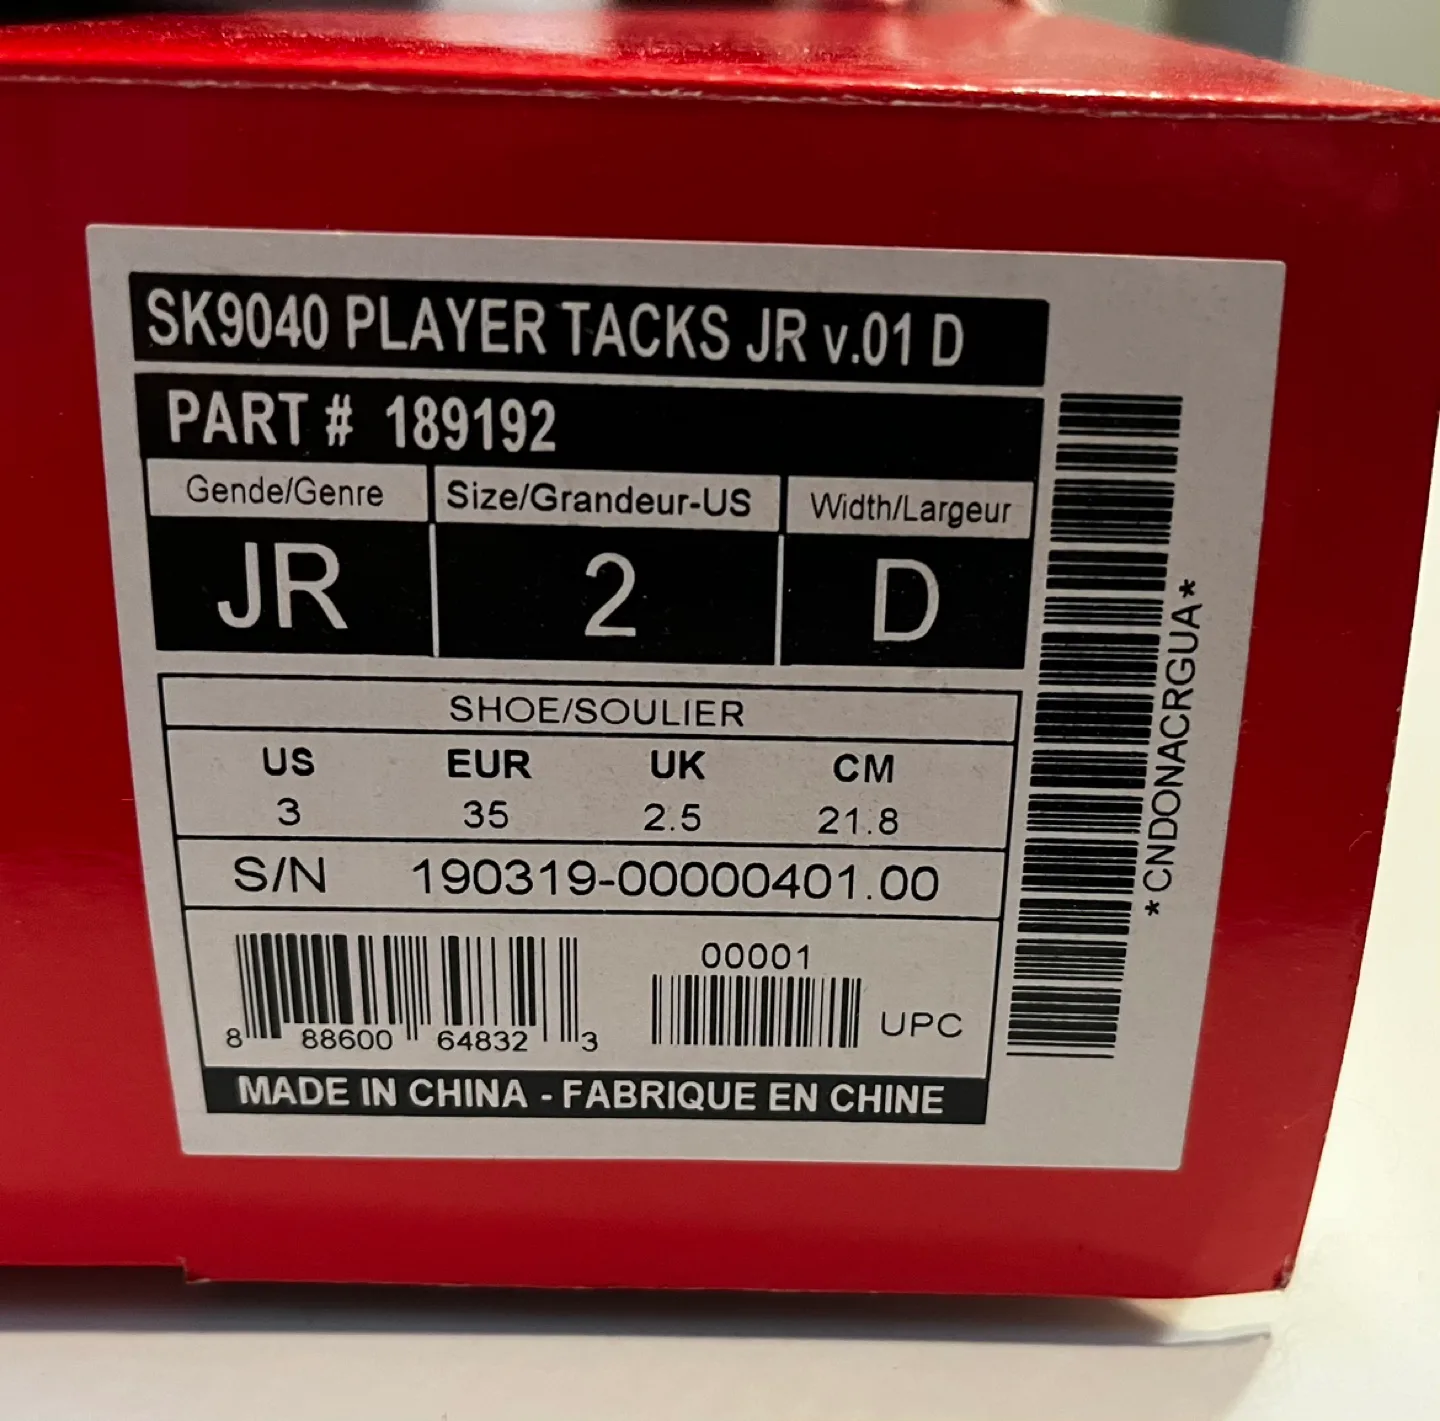 SK9040 PLAYER TACKS JR v.01 D
PART # 189192
Gende/Genre Size/Grandeur-US Width/Largeur
JR 2 D
SHOE/SOULIER
US EUR UK CM
3 35 2.5 21.8
S/N 190319-00000401.00
00001
8 88600 64832 3 UPC
MADE IN CHINA - FABRIQUE EN CHINE
*CNDONACRGUA*